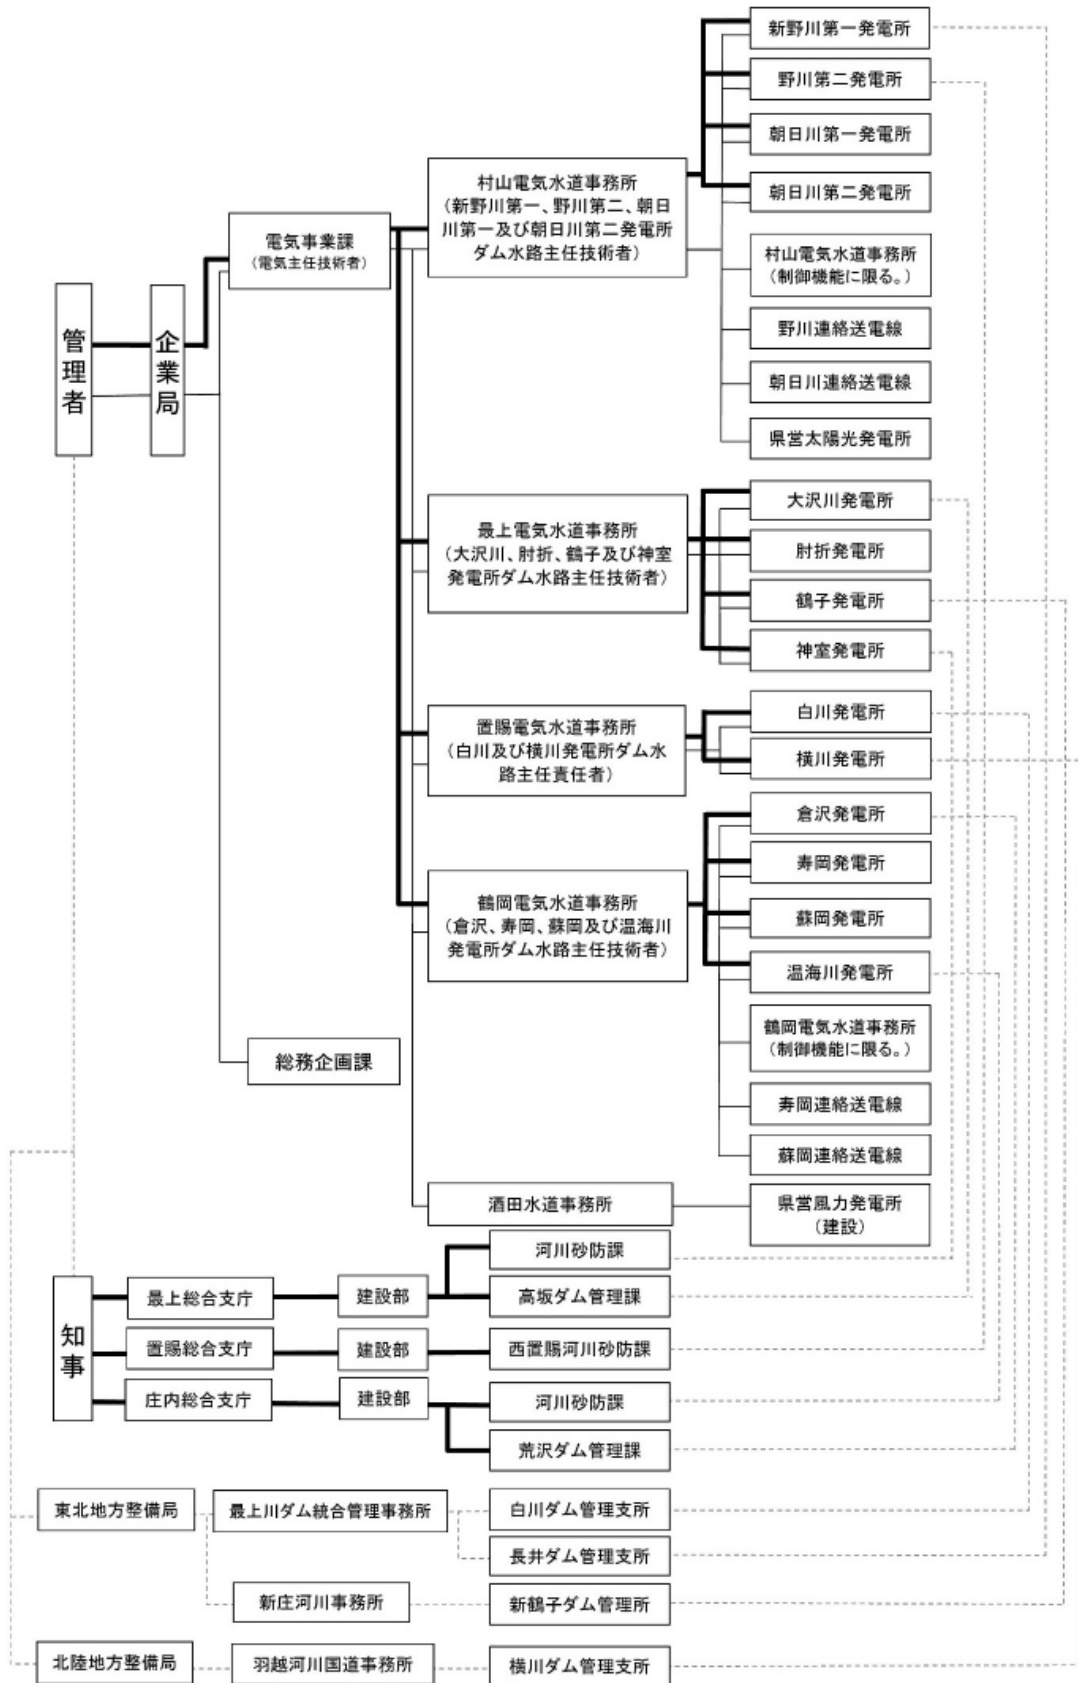 管理者
企業局
電気事業課
(電気主任技術者)
総務企画課
村山電気水道事務所
(新野川第一、野川第二、朝日
川第一及び朝日川第二発電所
ダム水路主任技術者)
新野川第一発電所
野川第二発電所
朝日川第一発電所
朝日川第二発電所
村山電気水道事務所
(制御機能に限る。)
野川連絡送電線
朝日川連絡送電線
県営太陽光発電所
最上電気水道事務所
(大沢川、肘折、鶴子及び神室
発電所ダム水路主任技術者)
大沢川発電所
肘折発電所
鶴子発電所
神室発電所
置賜電気水道事務所
(白川及び横川発電所ダム水
路主任責任者)
白川発電所
横川発電所
鶴岡電気水道事務所
(倉沢、寿岡、蘇岡及び温海川
発電所ダム水路主任技術者)
倉沢発電所
寿岡発電所
蘇岡発電所
温海川発電所
鶴岡電気水道事務所
(制御機能に限る。)
寿岡連絡送電線
蘇岡連絡送電線
酒田水道事務所
県営風力発電所
(建設)
知事
最上総合支庁
建設部
河川砂防課
高坂ダム管理課
置賜総合支庁
建設部
西置賜河川砂防課
庄内総合支庁
建設部
河川砂防課
荒沢ダム管理課
東北地方整備局
最上川ダム統合管理事務所
白川ダム管理支所
長井ダム管理支所
新庄河川事務所
新鶴子ダム管理所
北陸地方整備局
羽越河川国道事務所
横川ダム管理支所